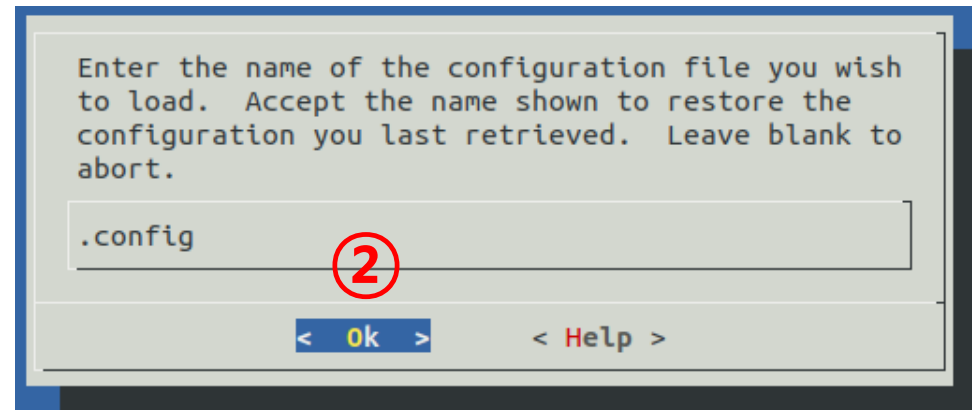 Enter the name of the configuration file you wish
to load.  Accept the name shown to restore the
configuration you last retrieved.  Leave blank to
abort.
.config
②
<  Ok  >      < Help >